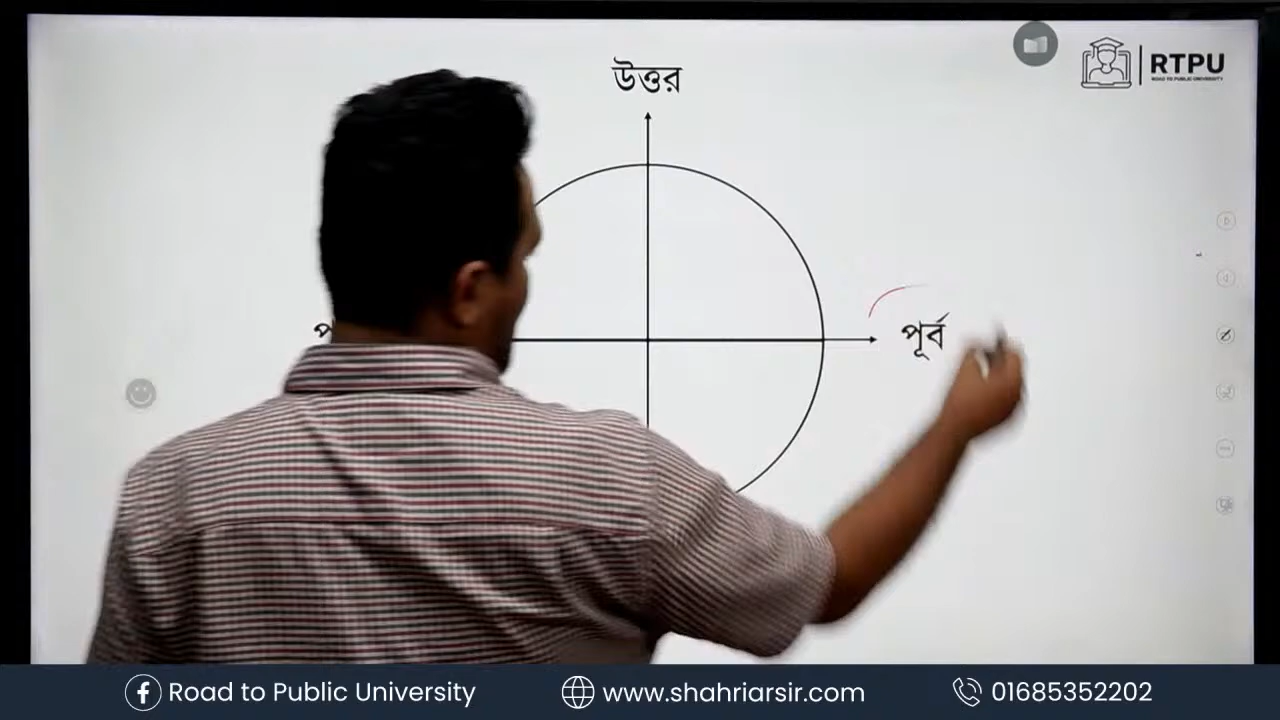 উত্তর
RTPU
ROAD TO PUBLIC UNIVERSITY
পূর্ব
Road to Public University
www.shahriarsir.com
01685352202